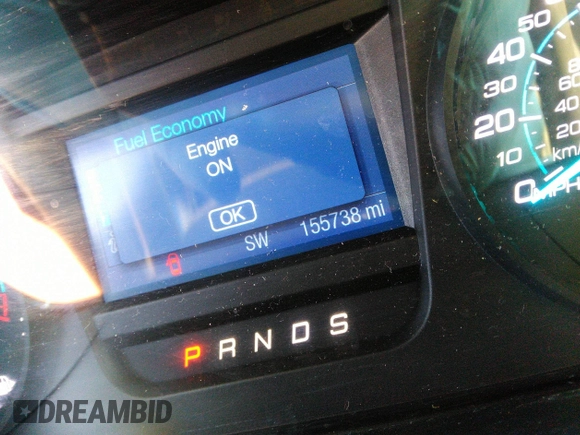 Fuel Economy
Engine
ON
OK
SW 155738 mi
P R N D S
50
40
30
20
10
0 MPH
80
60
40
20
km/
DREAMBID